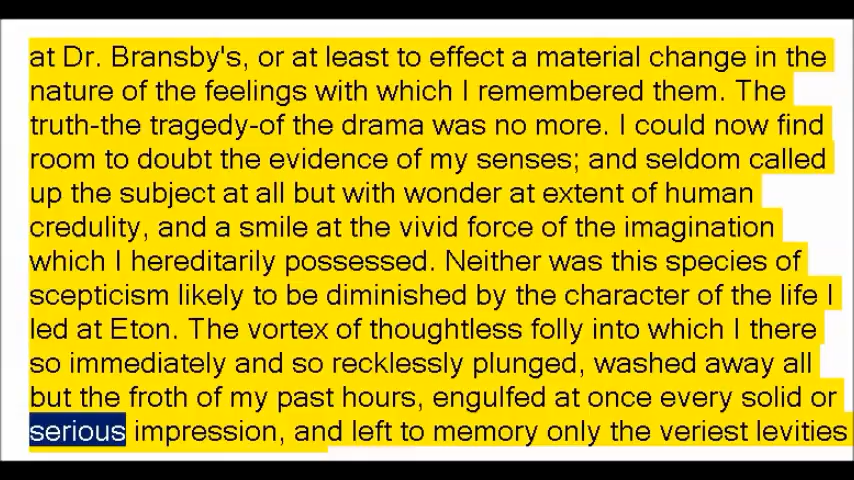 at Dr. Bransby's, or at least to effect a material change in the
nature of the feelings with which I remembered them. The
truth-the tragedy-of the drama was no more. I could now find
room to doubt the evidence of my senses; and seldom called
up the subject at all but with wonder at extent of human
credulity, and a smile at the vivid force of the imagination
which I hereditarily possessed. Neither was this species of
scepticism likely to be diminished by the character of the life I
led at Eton. The vortex of thoughtless folly into which I there
so immediately and so recklessly plunged, washed away all
but the froth of my past hours, engulfed at once every solid or
serious impression, and left to memory only the veriest levities